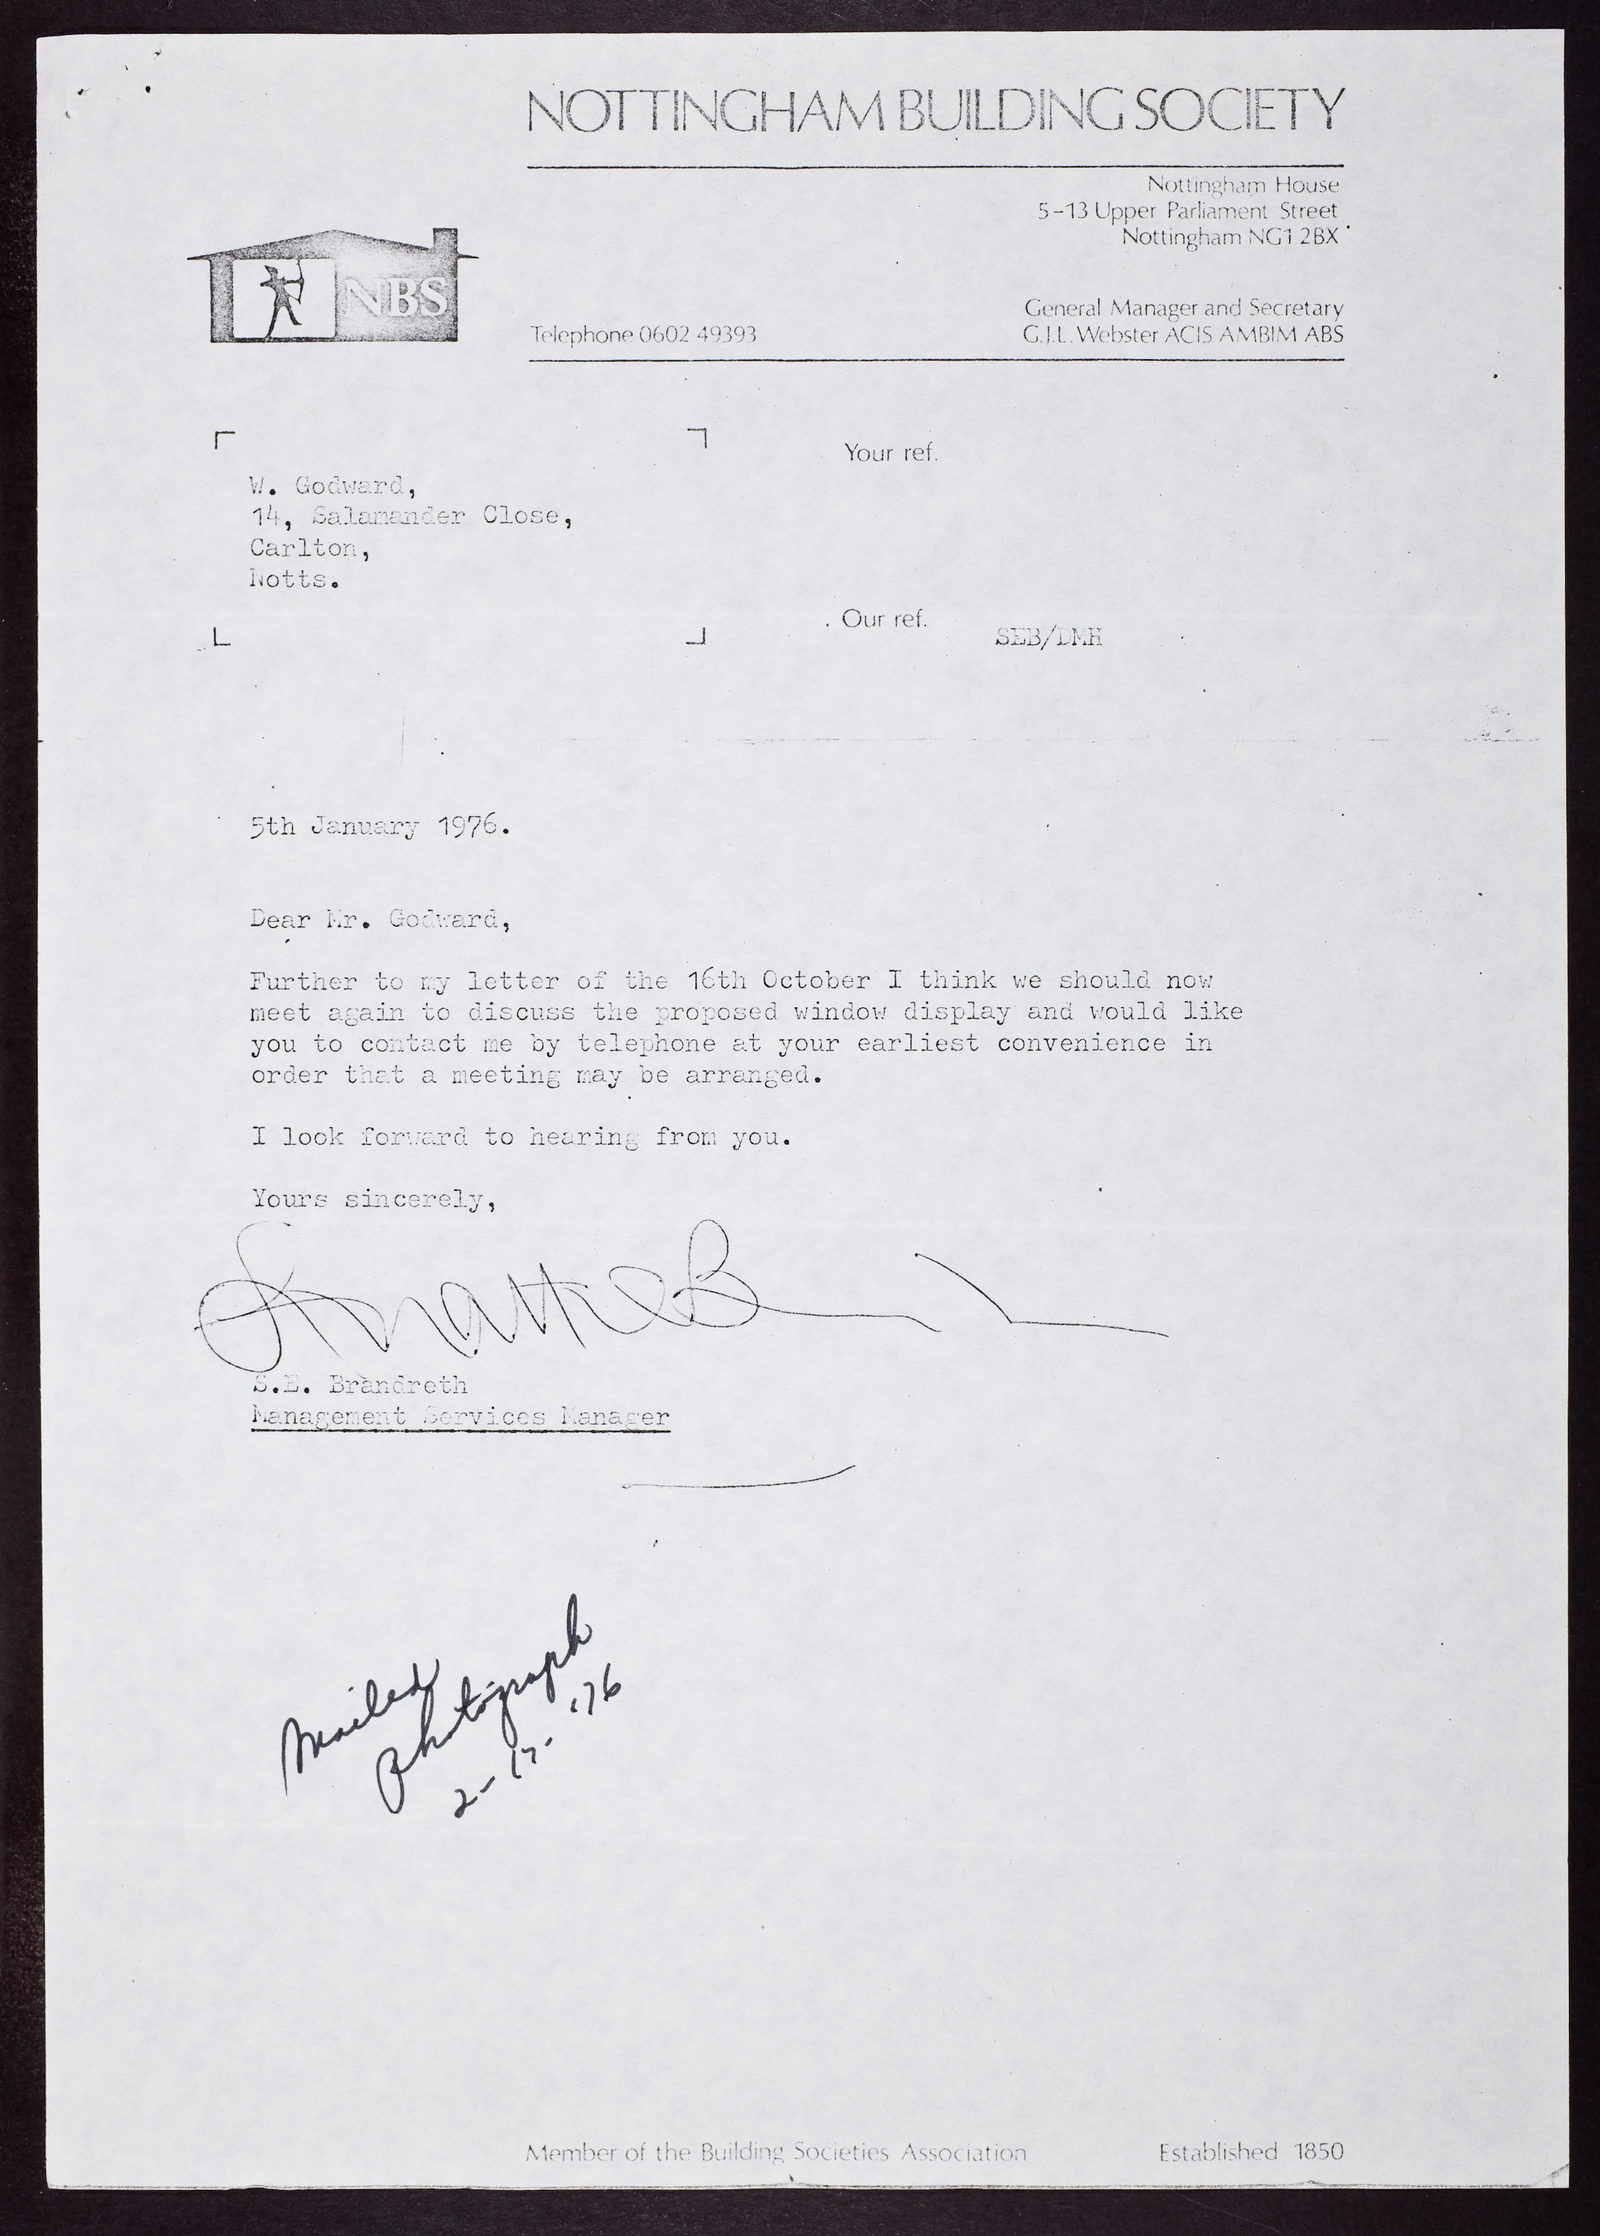 NOTTINGHAM BUILDING SOCIETY
Nottingham House
5-13 Upper Parliament Street
Nottingham NG1 2BX
NBS
Telephone 0602 49393
General Manager and Secretary
G.J.L. Webster ACIS AMBIM ABS
Your ref.
W. Godward,
14, Salamander Close,
Carlton,
Notts.
Our ref. SEB/DMH
5th January 1976.
Dear Mr. Godward,
Further to my letter of the 16th October I think we should now
meet again to discuss the proposed window display and would like
you to contact me by telephone at your earliest convenience in
order that a meeting may be arranged.
I look forward to hearing from you.
Yours sincerely,
S.E. Brandreth
Management Services Manager
Mailed
photograph
2-17-'76
Member of the Building Societies Association Established 1850